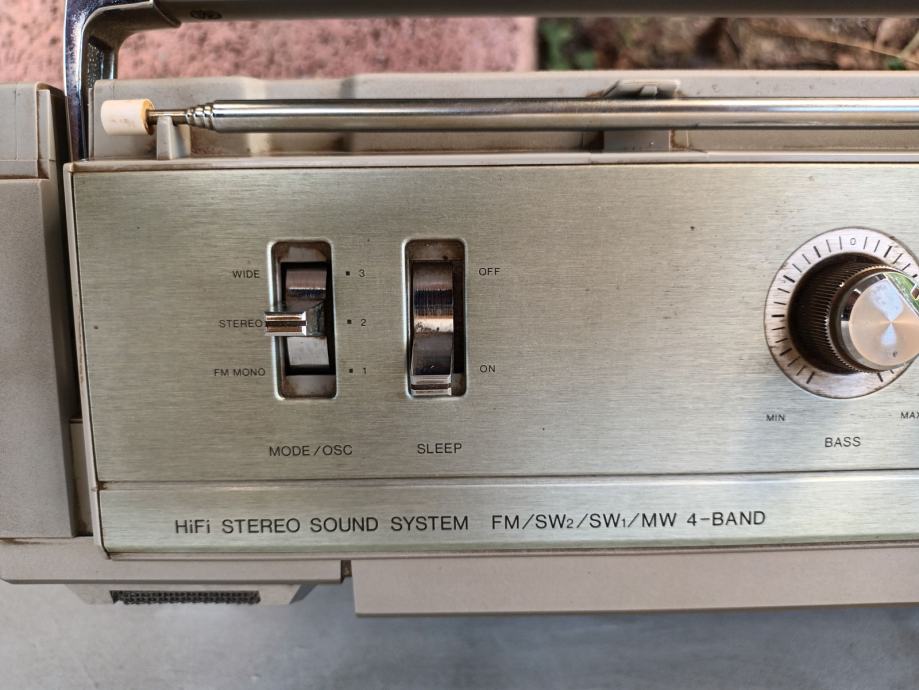 WIDE 3
STEREO 2
FM MONO 1
MODE/OSC
OFF
ON
SLEEP
0
MIN
BASS
HiFi STEREO SOUND SYSTEM FM/SW2/SW1/MW 4-BAND